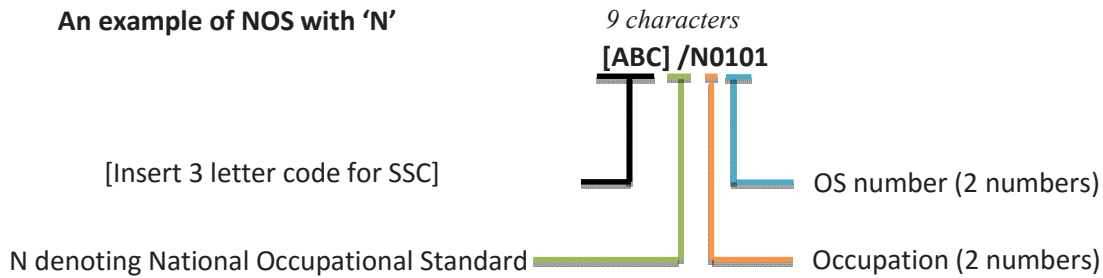 An example of NOS with ‘N’
9 characters
[ABC] /N0101
[Insert 3 letter code for SSC]
OS number (2 numbers)
N denoting National Occupational Standard
Occupation (2 numbers)